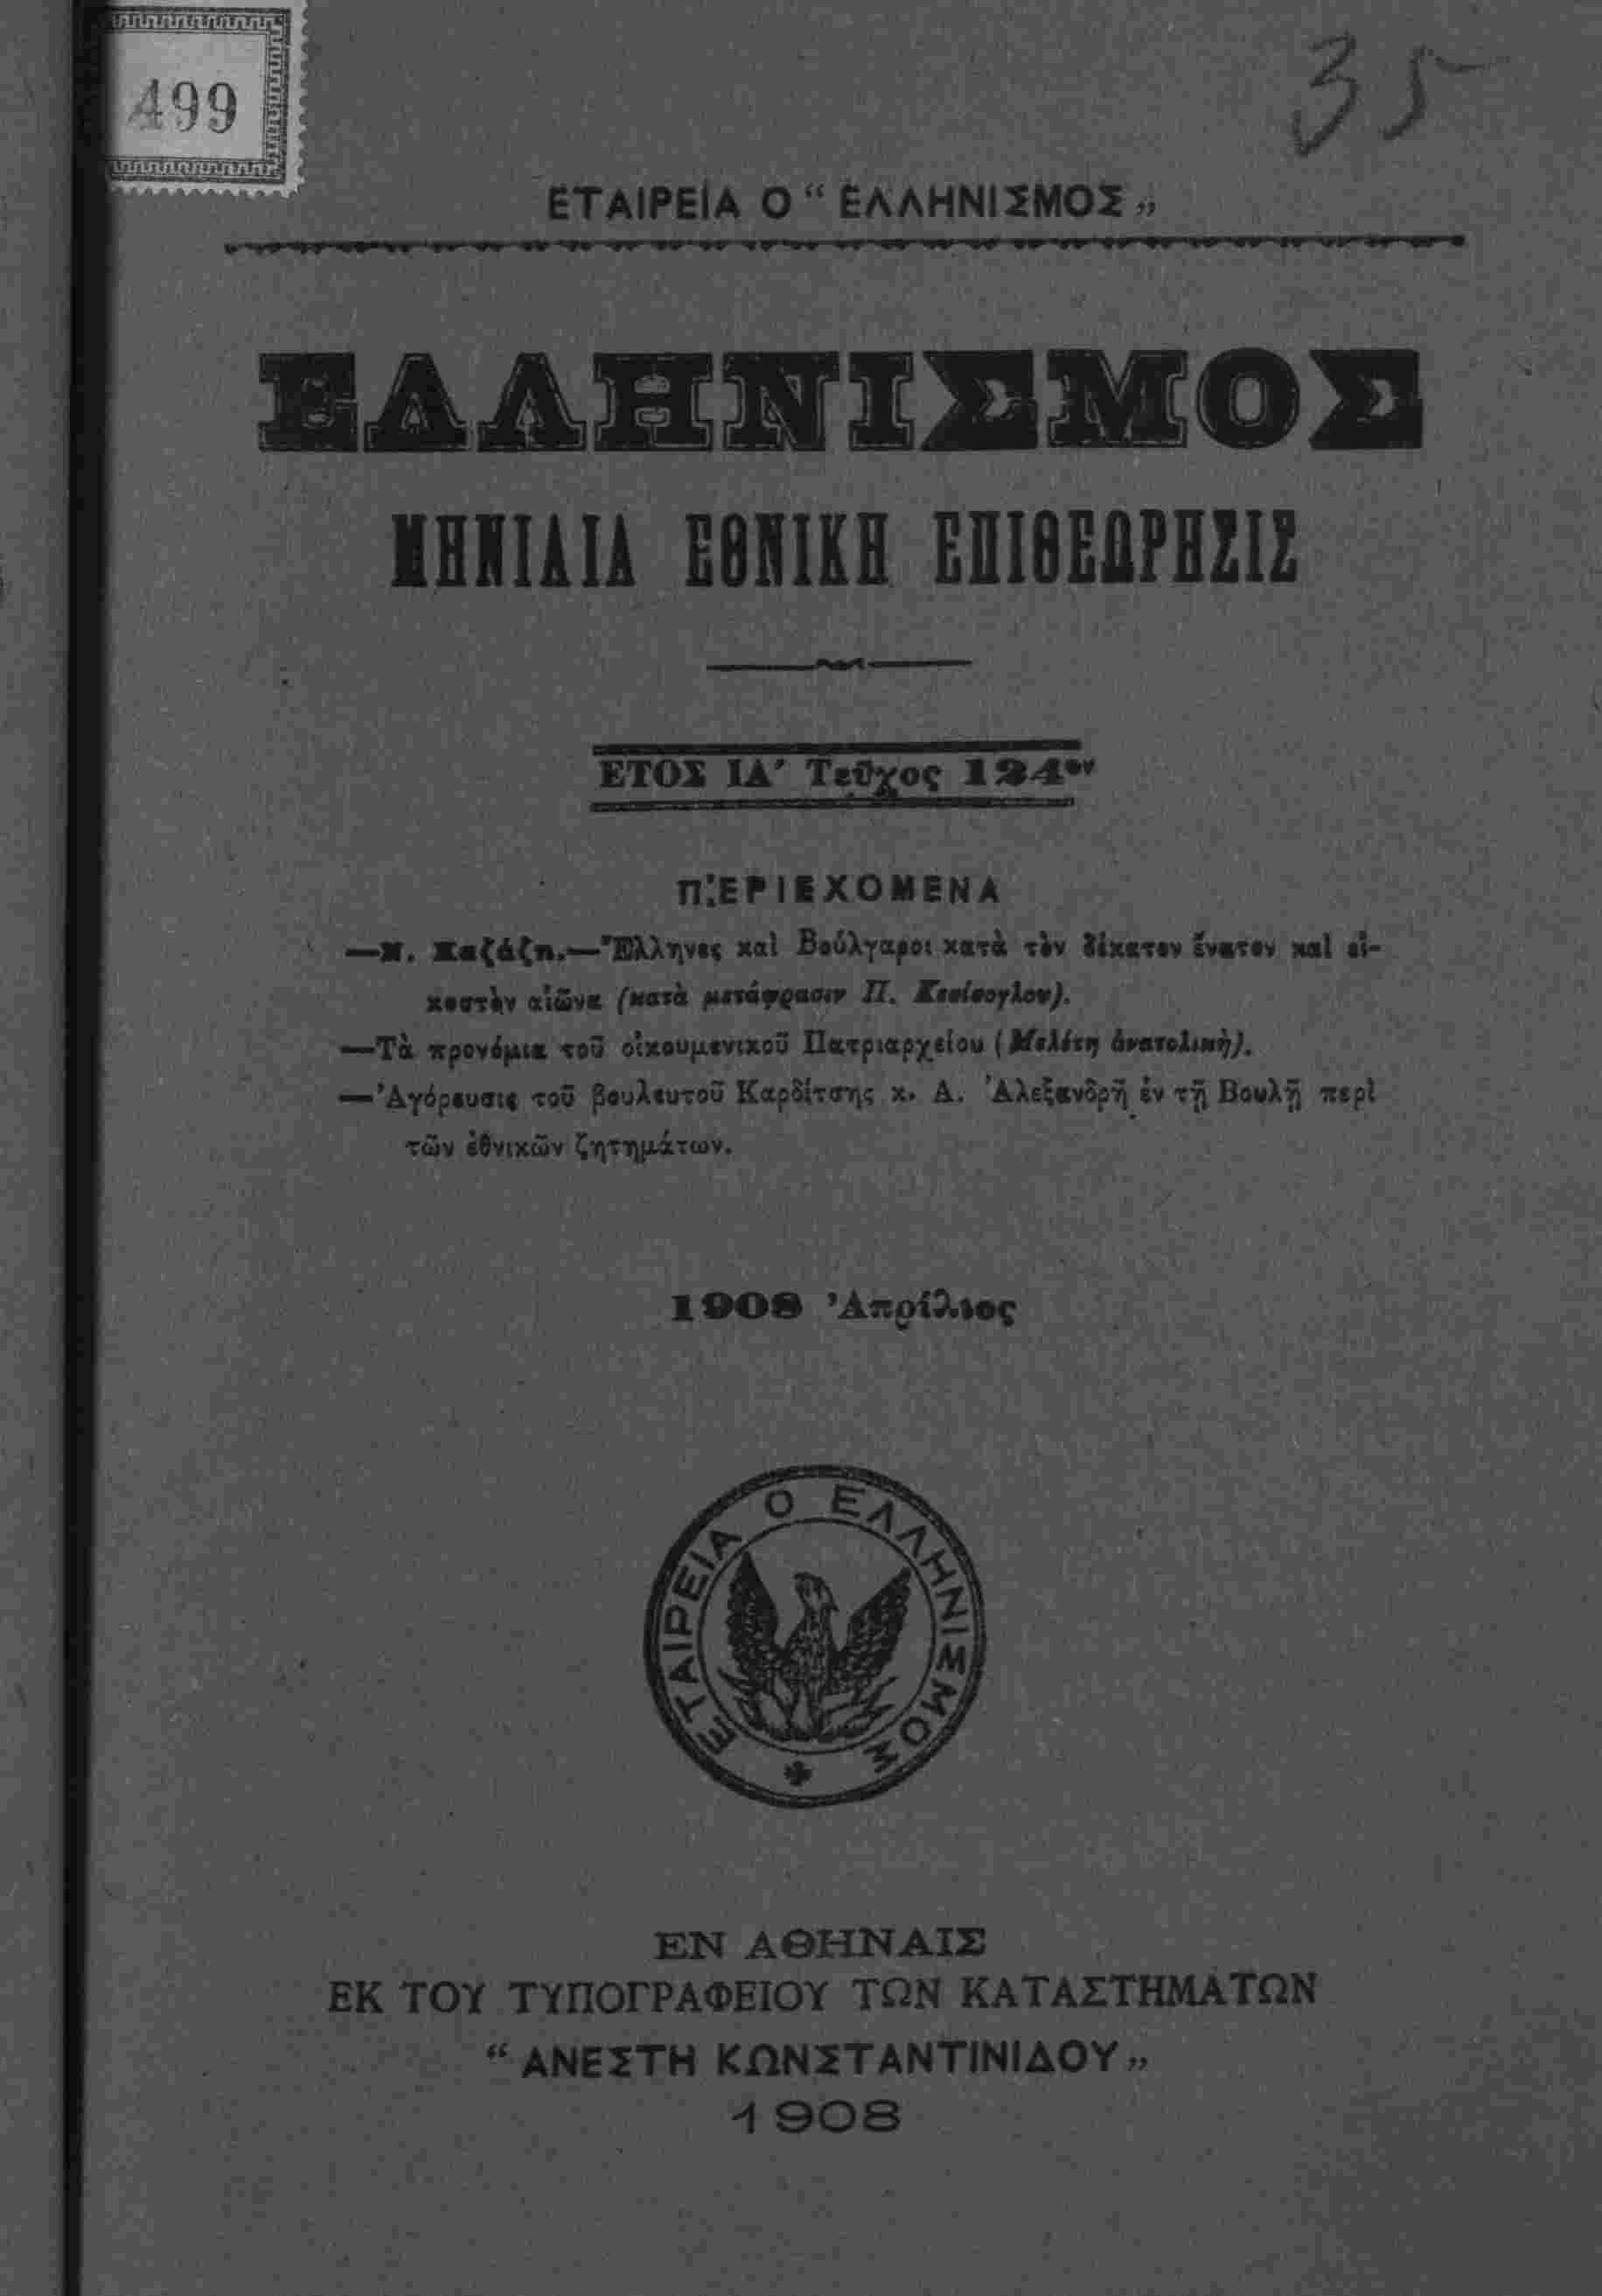 499
35
ΕΤΑΙΡΕΙΑ Ο “ ΕΛΛΗΝΙΣΜΟΣ „
ΕΛΛΗΝΙΣΜΟΣ
ΜΗΝΙΑΙΑ ΕΘΝΙΚΗ ΕΠΙΘΕΩΡΗΣΙΣ
ΕΤΟΣ ΙΑ' Τεῦχος 124ον
ΠΕΡΙΕΧΟΜΕΝΑ
—Ν. Καζάζη.—Ἕλληνες καὶ Βούλγαροι κατὰ τὸν δέκατον ἔνατον καὶ εἰ-
κοστὸν αἰῶνα (κατὰ μετάφρασιν Π. Κεσίσογλου).
—Τὰ προνόμια τοῦ οἰκουμενικοῦ Πατριαρχείου (Μελέτη ἀνατολικὴ).
—Ἀγόρευσις τοῦ βουλευτοῦ Καρδίτσης κ. Δ. Ἀλεξανδρῆ ἐν τῇ Βουλῇ περὶ
τῶν ἐθνικῶν ζητημάτων.
1908 Ἀπρίλιος
ΕΤΑΙΡΕΙΑ Ο ΕΛΛΗΝΙΣΜΟΣ
ΕΝ ΑΘΗΝΑΙΣ
ΕΚ ΤΟΥ ΤΥΠΟΓΡΑΦΕΙΟΥ ΤΩΝ ΚΑΤΑΣΤΗΜΑΤΩΝ
“ ΑΝΕΣΤΗ ΚΩΝΣΤΑΝΤΙΝΙΔΟΥ „
1908